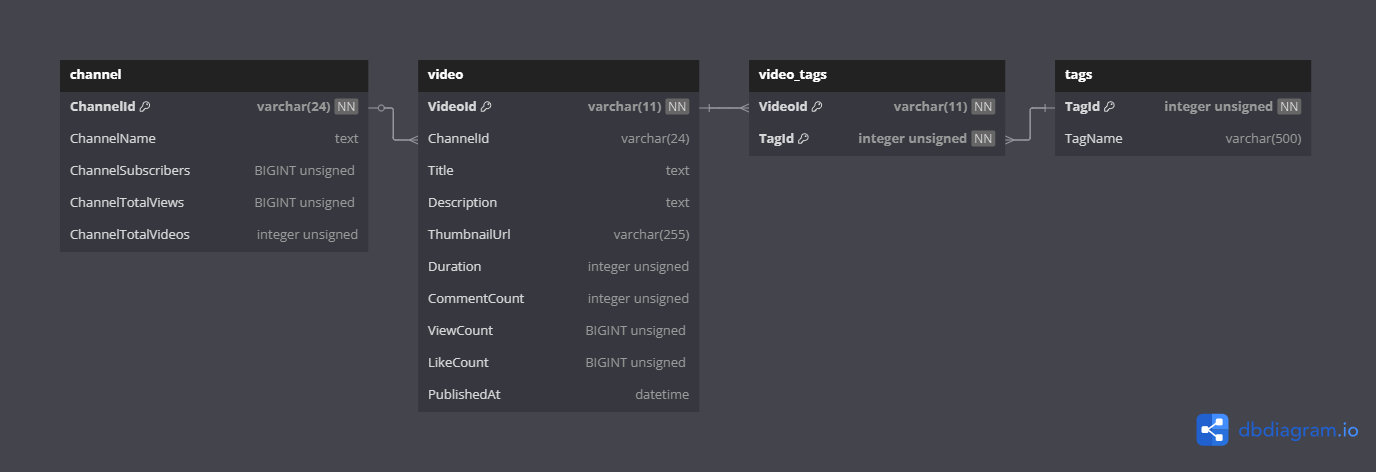 channel
ChannelId varchar(24) NN
ChannelName text
ChannelSubscribers BIGINT unsigned
ChannelTotalViews BIGINT unsigned
ChannelTotalVideos integer unsigned
video
VideoId varchar(11) NN
ChannelId varchar(24)
Title text
Description text
ThumbnailUrl varchar(255)
Duration integer unsigned
CommentCount integer unsigned
ViewCount BIGINT unsigned
LikeCount BIGINT unsigned
PublishedAt datetime
video_tags
VideoId varchar(11) NN
TagId integer unsigned NN
tags
TagId integer unsigned NN
TagName varchar(500)
dbdiagram.io